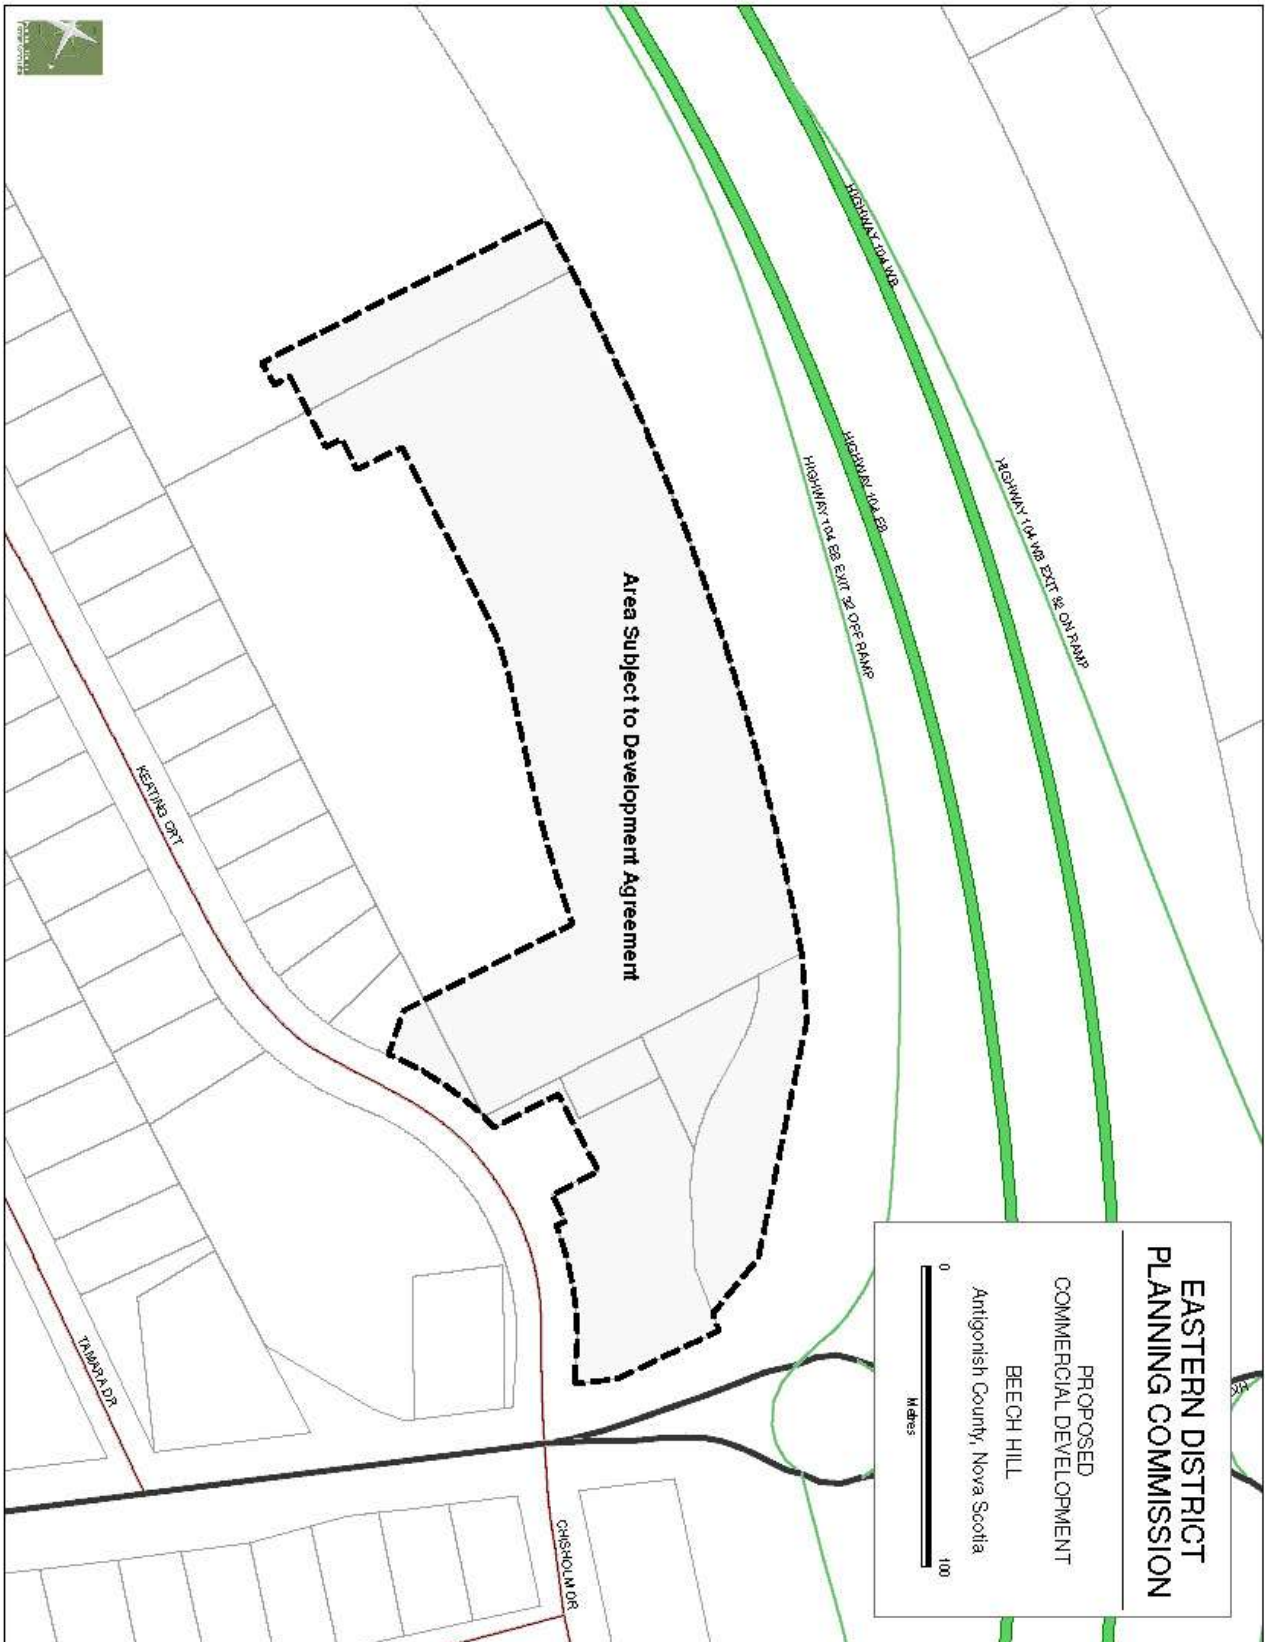 EASTERN DISTRICT
PLANNING COMMISSION
PROPOSED
COMMERCIAL DEVELOPMENT
BEECH HILL
Antigonish County, Nova Scotia
0
100
Metres
HIGHWAY 104 WB
HIGHWAY 104 WB EXIT 32 ON RAMP
HIGHWAY 104 EB
HIGHWAY 104 EB EXIT 32 OFF RAMP
Area Subject to Development Agreement
KEATING CRT
TAMARA DR
CHISHOLM DR